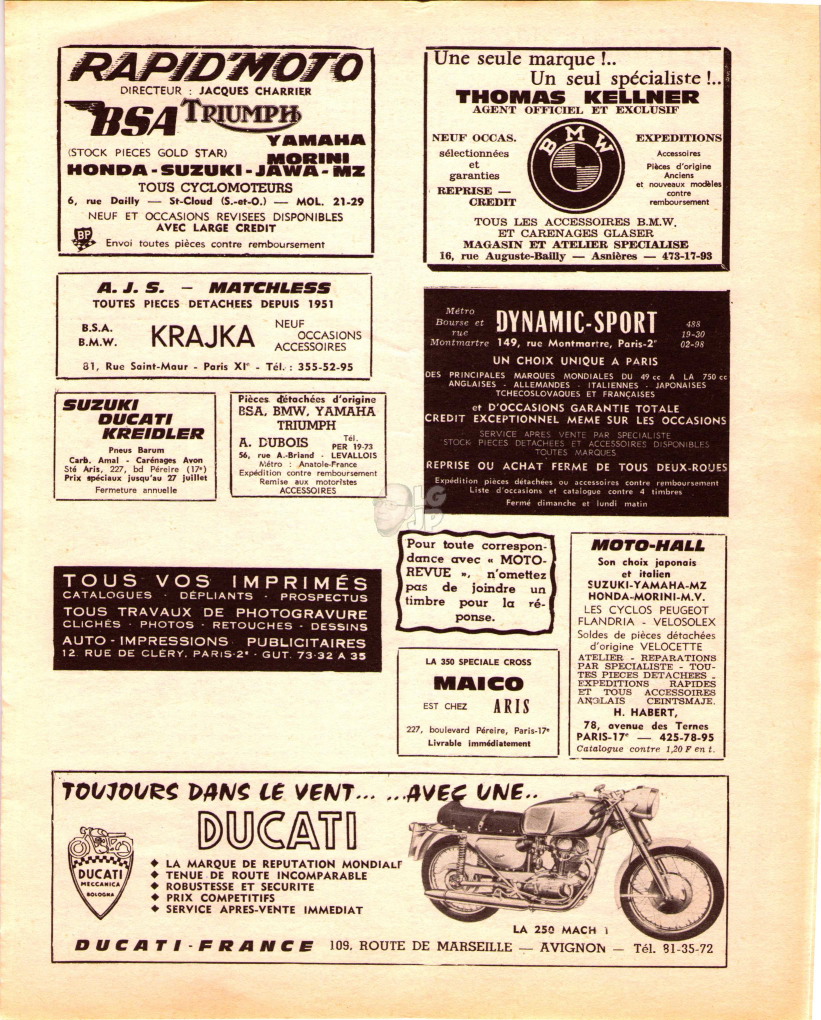 RAPID'MOTO
DIRECTEUR : JACQUES CHARRIER
BSA TRIUMPH
YAMAHA
(STOCK PIECES GOLD STAR) MORINI
HONDA - SUZUKI - JAWA - MZ
TOUS CYCLOMOTEURS
6, rue Dailly — St-Cloud (S.-et-O.) — MOL. 21-29
NEUF ET OCCASIONS REVISEES DISPONIBLES
AVEC LARGE CREDIT
BP
Envoi toutes pièces contre remboursement
Une seule marque !..
Un seul spécialiste !..
THOMAS KELLNER
AGENT OFFICIEL ET EXCLUSIF
NEUF OCCAS.
sélectionnées
et
garanties
REPRISE —
CREDIT
BMW
EXPEDITIONS
Accessoires
Pièces d'origine
Anciens
et nouveaux modèles
contre
remboursement
TOUS LES ACCESSOIRES B.M.W.
ET CARENAGES GLASER
MAGASIN ET ATELIER SPECIALISE
16, rue Auguste-Bailly — Asnières — 473-17-93
A. J. S. — MATCHLESS
TOUTES PIECES DETACHEES DEPUIS 1951
B.S.A.
B.M.W.
KRAJKA
NEUF
OCCASIONS
ACCESSOIRES
81, Rue Saint-Maur - Paris XIe - Tél. : 355-52-95
Métro
Bourse et
rue
Montmartre
DYNAMIC-SPORT
149, rue Montmartre, Paris-2e
488
19-30
02-98
UN CHOIX UNIQUE A PARIS
DES PRINCIPALES MARQUES MONDIALES DU 49 cc A LA 750 cc
ANGLAISES - ALLEMANDES - ITALIENNES - JAPONAISES
TCHECOSLOVAQUES ET FRANÇAISES
et D'OCCASIONS GARANTIE TOTALE
CREDIT EXCEPTIONNEL MEME SUR LES OCCASIONS
SERVICE APRES VENTE PAR SPECIALISTE
STOCK PIECES DETACHEES ET ACCESSOIRES DISPONIBLES
TOUTES MARQUES
REPRISE OU ACHAT FERME DE TOUS DEUX-ROUES
Expédition pièces détachées ou accessoires contre remboursement
Liste d'occasions et catalogue contre 4 timbres
Fermé dimanche et lundi matin
SUZUKI
DUCATI
KREIDLER
Pneus Barum
Carb. Amal - Carénages Avon
Sté Aris, 227, bd Péreire (17e)
Prix spéciaux jusqu'au 27 juillet
Fermeture annuelle
Pièces détachées d'origine
BSA, BMW, YAMAHA
TRIUMPH
A. DUBOIS
Tél.
PER 19-73
56, rue A.-Briand - LEVALLOIS
Métro : Anatole-France
Expédition contre remboursement
Remise aux motoristes
ACCESSOIRES
Pour toute correspon-
dance avec « MOTO-
REVUE », n'omettez
pas de joindre un
timbre pour la ré-
ponse.
MOTO-HALL
Son choix japonais
et italien
SUZUKI-YAMAHA-MZ
HONDA-MORINI-M.V.
LES CYCLOS PEUGEOT
FLANDRIA - VELOSOLEX
Soldes de pièces détachées
d'origine VELOCETTE
ATELIER - REPARATIONS
PAR SPECIALISTE - TOU-
TES PIECES DETACHEES -
EXPEDITIONS RAPIDES
ET TOUS ACCESSOIRES
ANGLAIS CEINTSMAJE.
H. HABERT,
78, avenue des Ternes
PARIS-17e — 425-78-95
Catalogue contre 1,20 F en t.
TOUS VOS IMPRIMÉS
CATALOGUES · DÉPLIANTS · PROSPECTUS
TOUS TRAVAUX DE PHOTOGRAVURE
CLICHÉS · PHOTOS · RETOUCHES · DESSINS
AUTO-IMPRESSIONS PUBLICITAIRES
12, RUE DE CLÉRY, PARIS-2e · GUT. 73-32 A 35
LA 350 SPECIALE CROSS
MAICO
EST CHEZ ARIS
227, boulevard Péreire, Paris-17e
Livrable immédiatement
TOUJOURS DANS LE VENT... ...AVEC UNE..
DUCATI
DUCATI
MECCANICA
BOLOGNA
◆ LA MARQUE DE REPUTATION MONDIALE
◆ TENUE DE ROUTE INCOMPARABLE
◆ ROBUSTESSE ET SECURITE
◆ PRIX COMPETITIFS
◆ SERVICE APRES-VENTE IMMEDIAT
LA 250 MACH 1
DUCATI-FRANCE 109, ROUTE DE MARSEILLE — AVIGNON — Tél. 81-35-72